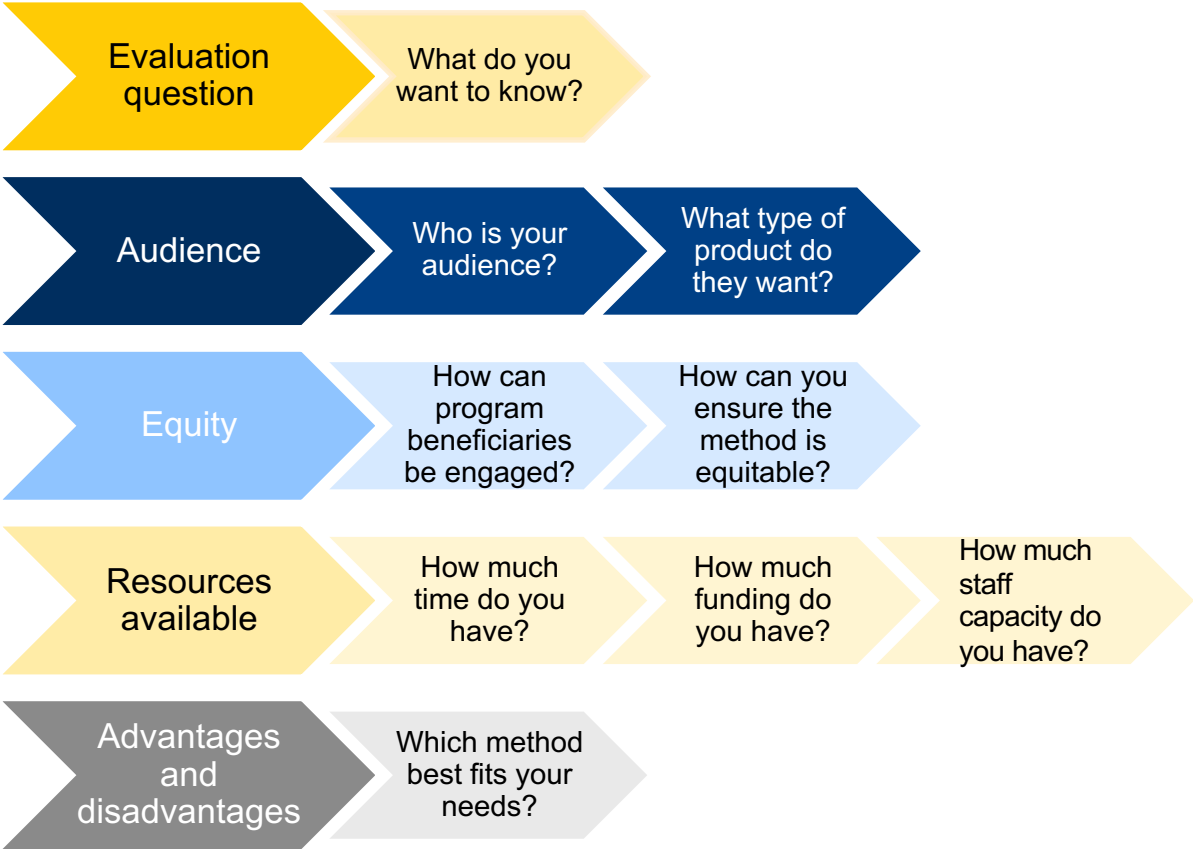 Evaluation
question
What do you
want to know?
Audience
Who is your
audience?
What type of
product do
they want?
Equity
How can
program
beneficiaries
be engaged?
How can you
ensure the
method is
equitable?
Resources
available
How much
time do you
have?
How much
funding do
you have?
How much
staff
capacity do
you have?
Advantages
and
disadvantages
Which method
best fits your
needs?